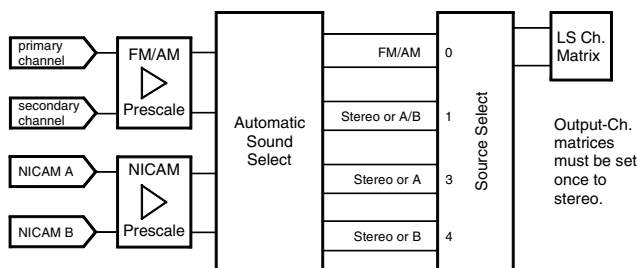 primary
channel
secondary
channel
NICAM A
NICAM B
FM/AM
Prescale
NICAM
Prescale
Automatic
Sound
Select
FM/AM
Stereo or A/B
Stereo or A
Stereo or B
0
1
3
4
Source Select
LS Ch.
Matrix
Output-Ch.
matrices
must be set
once to
stereo.